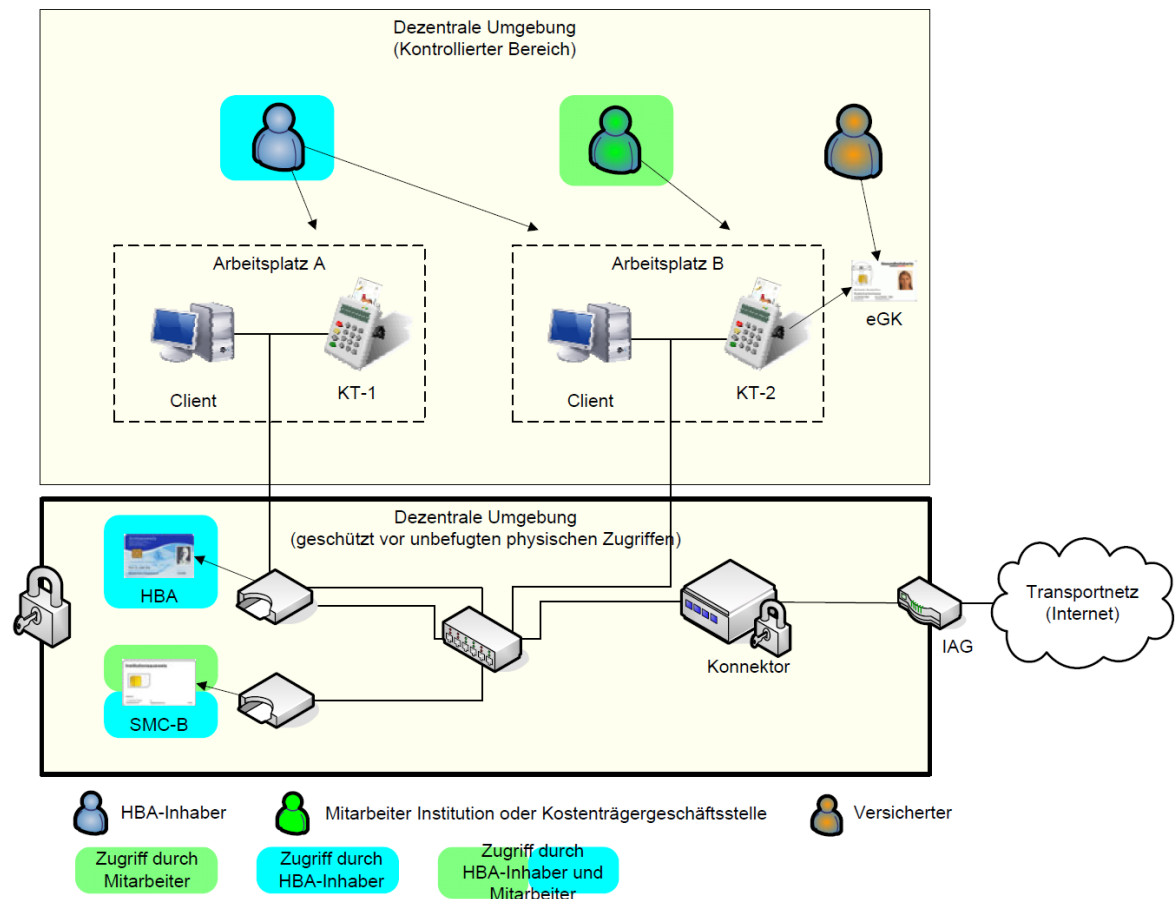 Dezentrale Umgebung
(Kontrollierter Bereich)
Arbeitsplatz A
Client
KT-1
Arbeitsplatz B
Client
KT-2
eGK
Dezentrale Umgebung
(geschützt vor unbefugten physischen Zugriffen)
HBA
SMC-B
Konnektor
IAG
Transportnetz
(Internet)
HBA-Inhaber
Mitarbeiter Institution oder Kostenträgergeschäftsstelle
Versicherter
Zugriff durch
Mitarbeiter
Zugriff durch
HBA-Inhaber
Zugriff durch
HBA-Inhaber und
Mitarbeiter